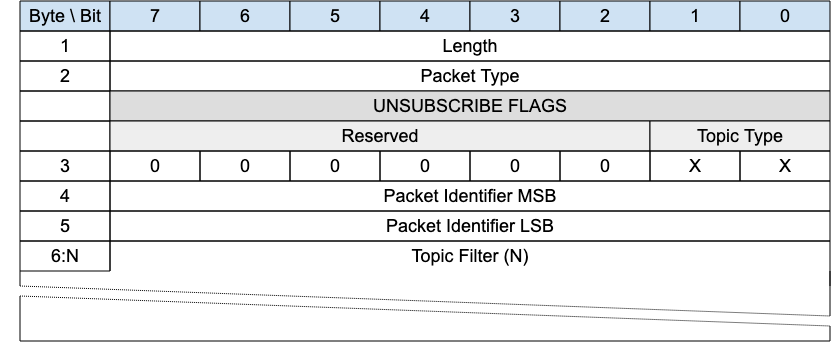 Byte \ Bit 7 6 5 4 3 2 1 0
1 Length
2 Packet Type
UNSUBSCRIBE FLAGS
Reserved Topic Type
3 0 0 0 0 0 0 X X
4 Packet Identifier MSB
5 Packet Identifier LSB
6:N Topic Filter (N)